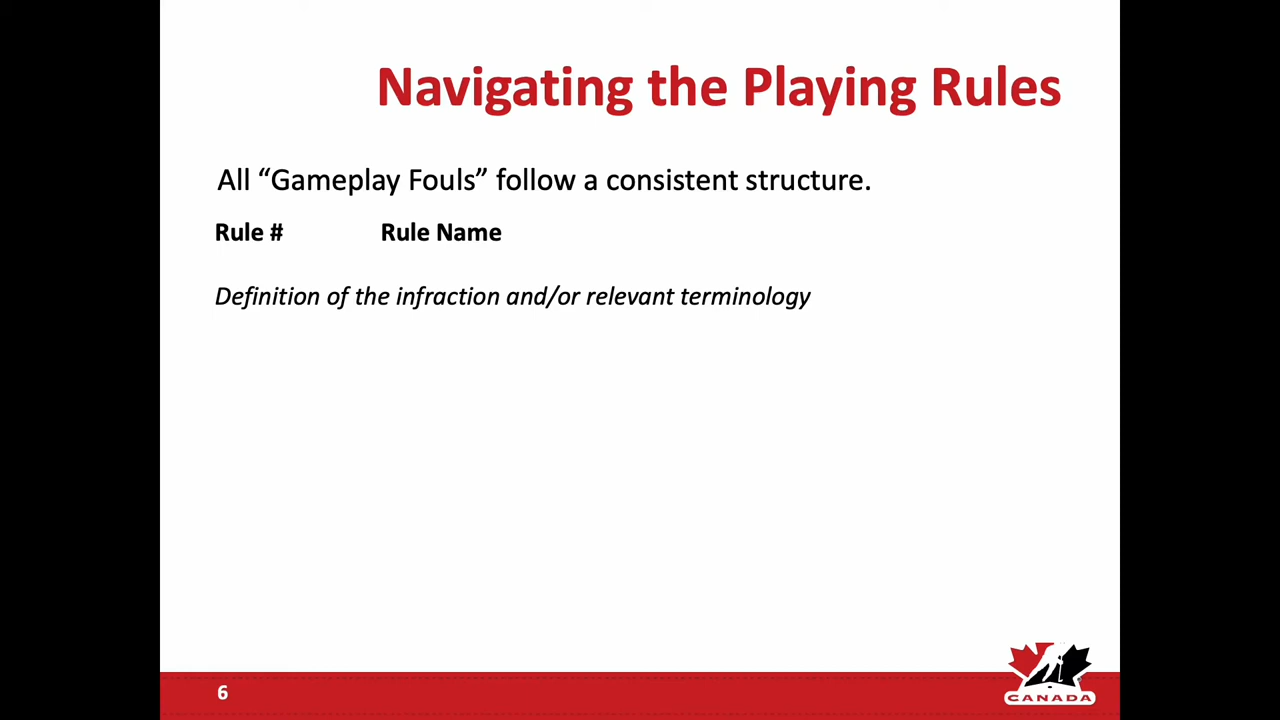 Navigating the Playing Rules
All “Gameplay Fouls” follow a consistent structure.
Rule # Rule Name
Definition of the infraction and/or relevant terminology
6
CANADA